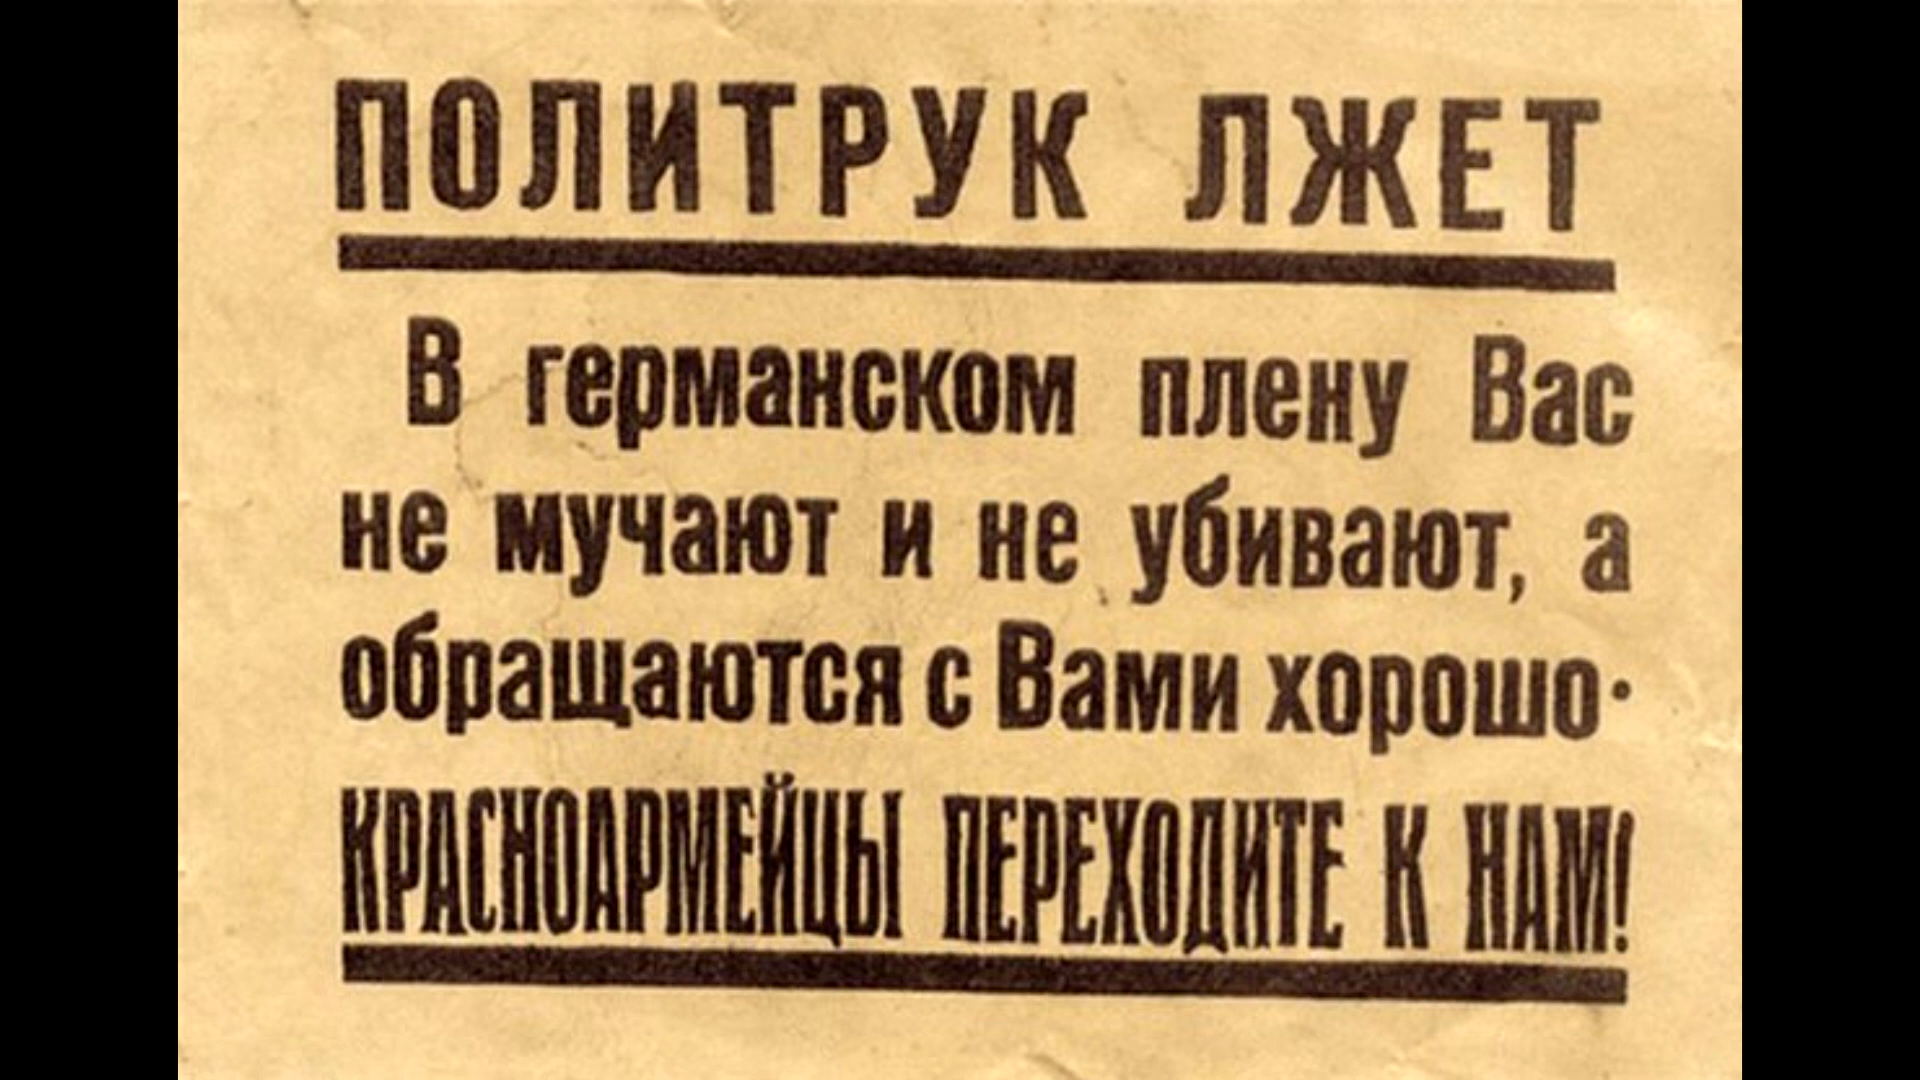 ПОЛИТРУК ЛЖЕТ
В германском плену Вас
не мучают и не убивают, а
обращаются с Вами хорошо.
КРАСНОАРМЕЙЦЫ ПЕРЕХОДИТЕ К НАМ!